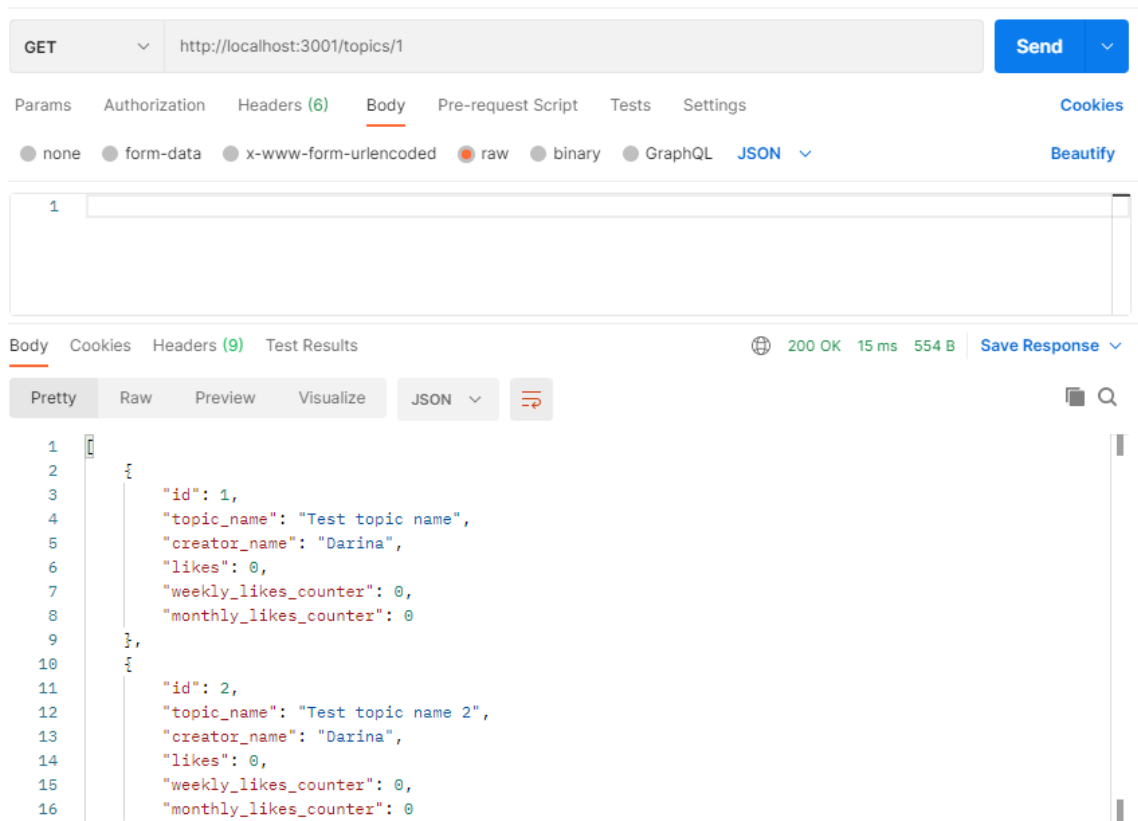 GET http://localhost:3001/topics/1 Send
Params Authorization Headers (6) Body Pre-request Script Tests Settings Cookies
none form-data x-www-form-urlencoded raw binary GraphQL JSON Beautify
1
Body Cookies Headers (9) Test Results 200 OK 15 ms 554 B Save Response
Pretty Raw Preview Visualize JSON
1 [
2 {
3 "id": 1,
4 "topic_name": "Test topic name",
5 "creator_name": "Darina",
6 "likes": 0,
7 "weekly_likes_counter": 0,
8 "monthly_likes_counter": 0
9 },
10 {
11 "id": 2,
12 "topic_name": "Test topic name 2",
13 "creator_name": "Darina",
14 "likes": 0,
15 "weekly_likes_counter": 0,
16 "monthly_likes_counter": 0